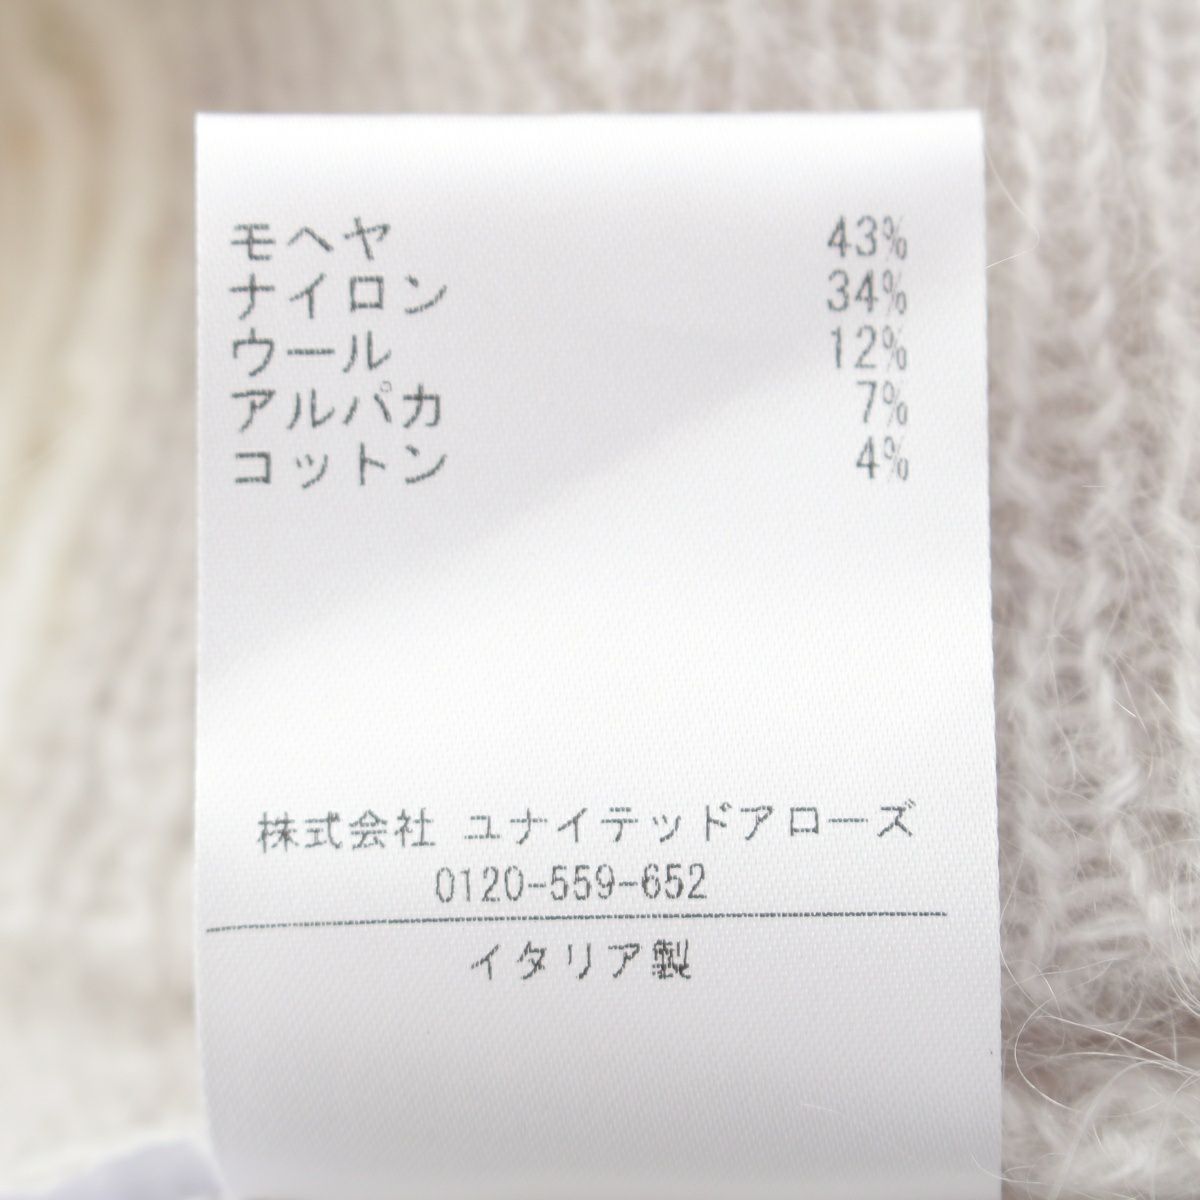 モヘヤ 43%
ナイロン 34%
ウール 12%
アルパカ 7%
コットン 4%
株式会社 ユナイテッドアローズ
0120-559-652
イタリア製